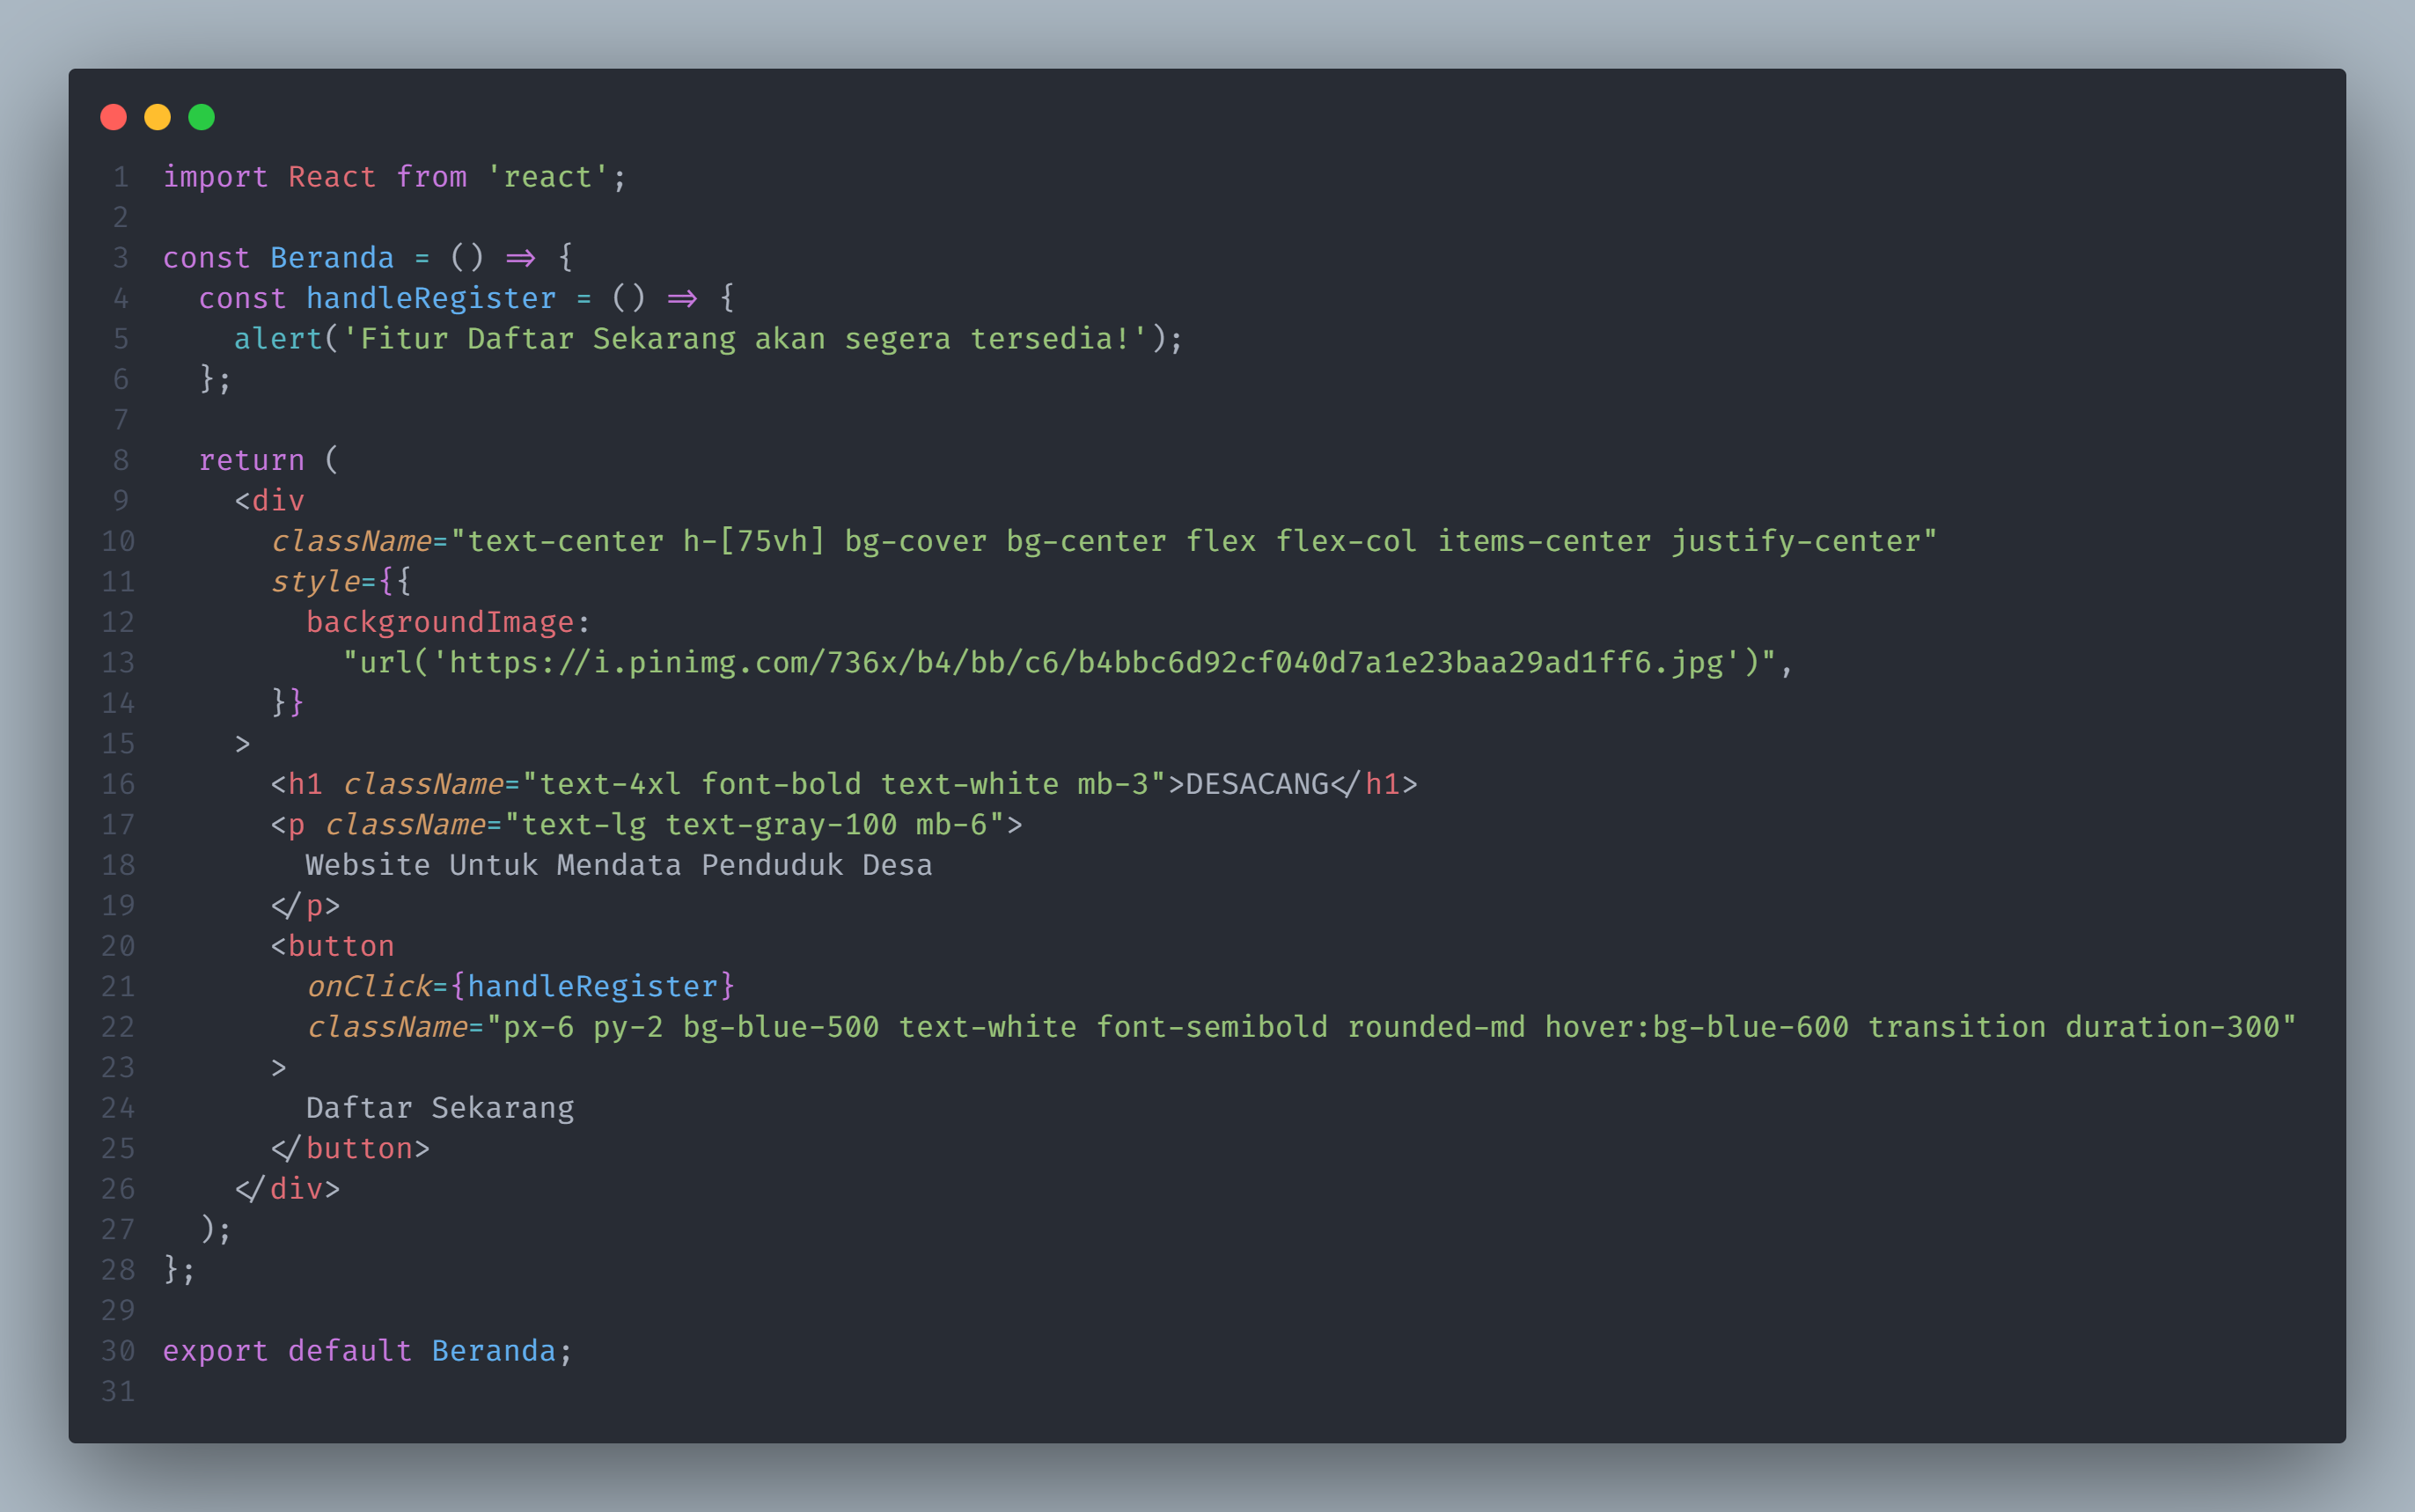 1 import React from 'react';
2
3 const Beranda = () => {
4   const handleRegister = () => {
5     alert('Fitur Daftar Sekarang akan segera tersedia!');
6   };
7
8   return (
9     <div
10       className="text-center h-[75vh] bg-cover bg-center flex flex-col items-center justify-center"
11       style={{
12         backgroundImage:
13           "url('https://i.pinimg.com/736x/b4/bb/c6/b4bbc6d92cf040d7a1e23baa29ad1ff6.jpg')",
14       }}
15     >
16       <h1 className="text-4xl font-bold text-white mb-3">DESACANG</h1>
17       <p className="text-lg text-gray-100 mb-6">
18         Website Untuk Mendata Penduduk Desa
19       </p>
20       <button
21         onClick={handleRegister}
22         className="px-6 py-2 bg-blue-500 text-white font-semibold rounded-md hover:bg-blue-600 transition duration-300"
23       >
24         Daftar Sekarang
25       </button>
26     </div>
27   );
28 };
29
30 export default Beranda;
31